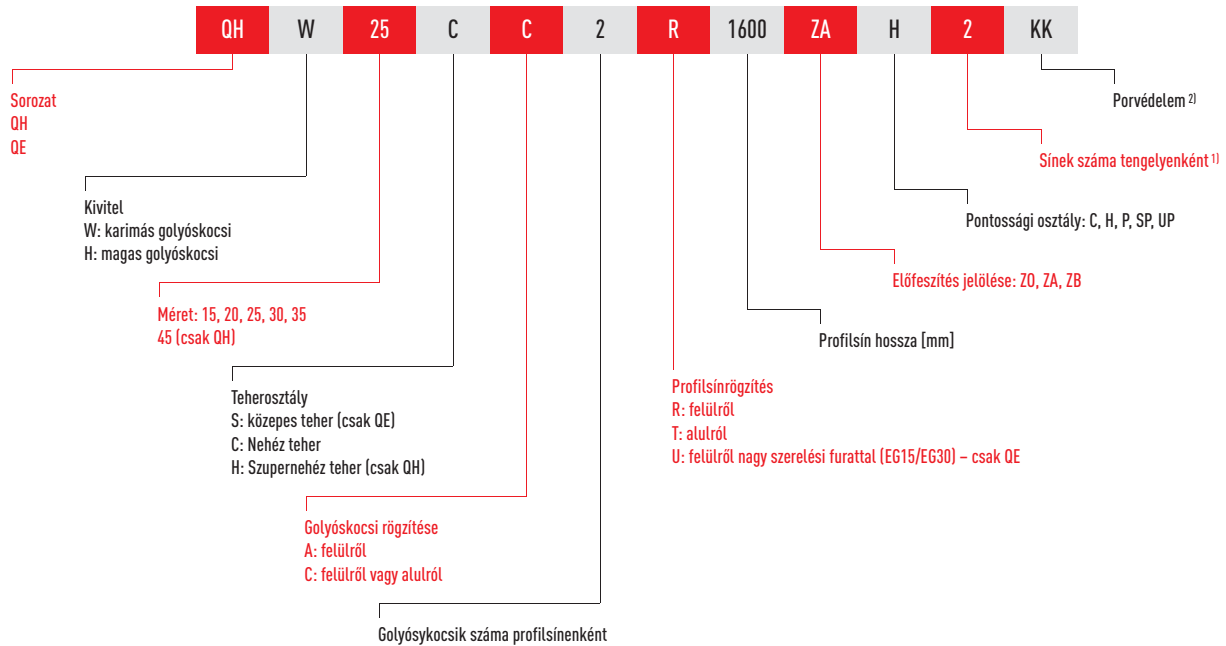 QH W 25 C C 2 R 1600 ZA H 2 KK
Sorozat
QH
QE
Porvédelem 2)
Sínek száma tengelyenként 1)
Kivitel
W: karimás golyóskocsi
H: magas golyóskocsi
Pontossági osztály: C, H, P, SP, UP
Előfeszítés jelölése: ZO, ZA, ZB
Méret: 15, 20, 25, 30, 35
45 (csak QH)
Profilsín hossza [mm]
Teherosztály
S: közepes teher (csak QE)
C: Nehéz teher
H: Szupernehéz teher (csak QH)
Profilsínrögzítés
R: felülről
T: alulról
U: felülről nagy szerelési furattal (EG15/EG30) – csak QE
Golyóskocsi rögzítése
A: felülről
C: felülről vagy alulról
Golyósykocsik száma profilsínenként